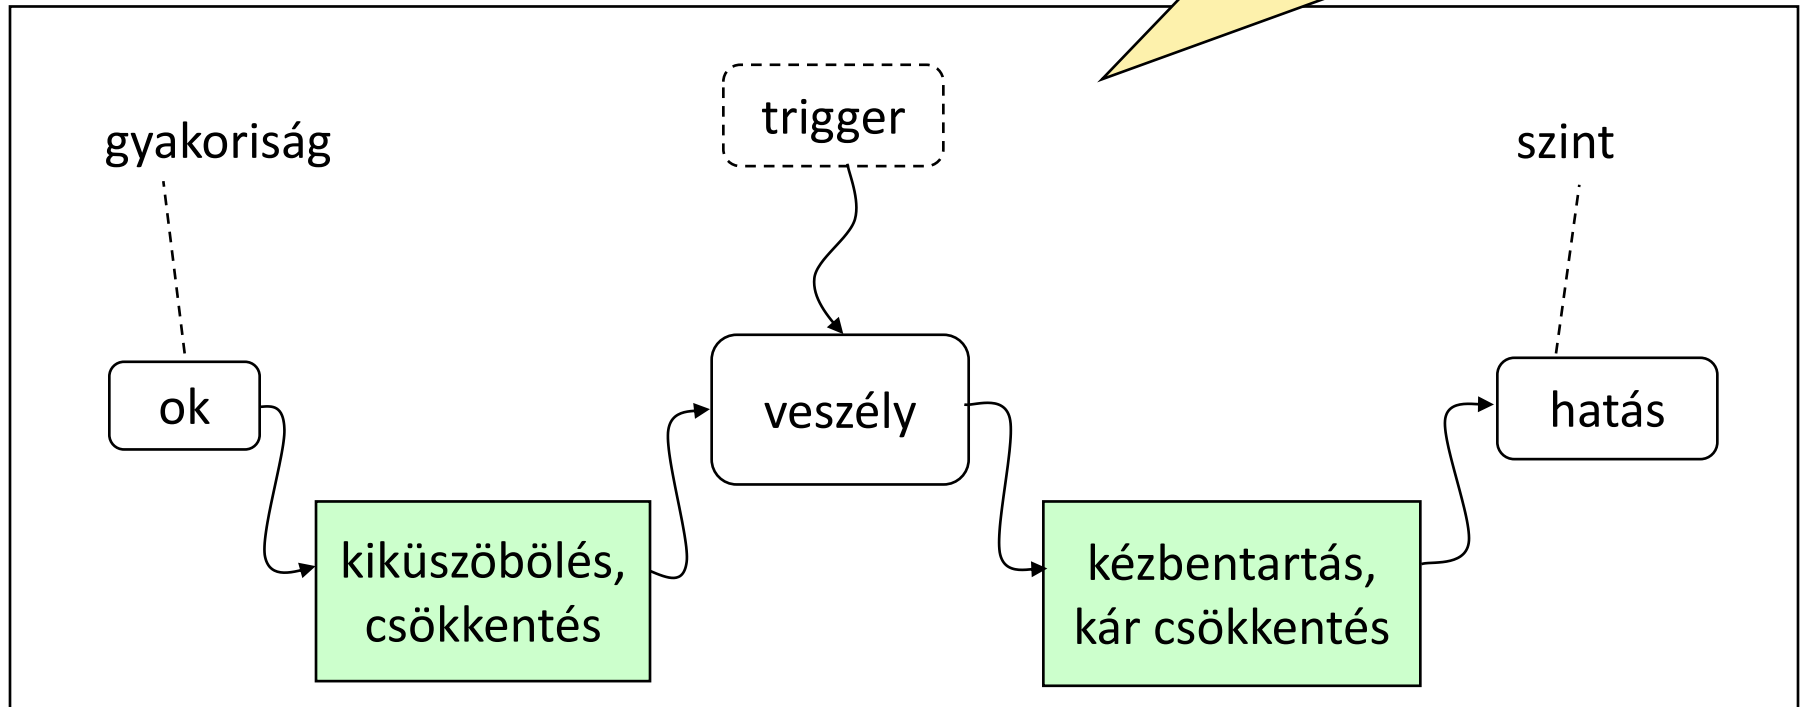 gyakoriság
trigger
szint
ok
veszély
hatás
kiküszöbölés,
csökkentés
kézbentartás,
kár csökkentés